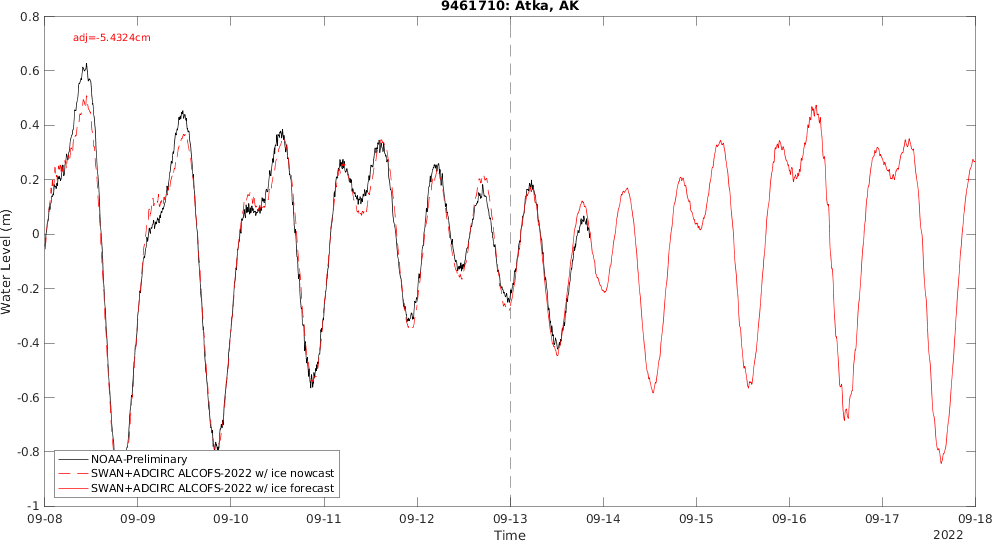 9461710: Atka, AK
adj=-5.4324cm
Water Level (m)
0.8
0.6
0.4
0.2
0
-0.2
-0.4
-0.6
-0.8
-1
NOAA-Preliminary
SWAN+ADCIRC ALCOFS-2022 w/ ice nowcast
SWAN+ADCIRC ALCOFS-2022 w/ ice forecast
09-08 09-09 09-10 09-11 09-12 09-13 09-14 09-15 09-16 09-17 09-18
Time
2022